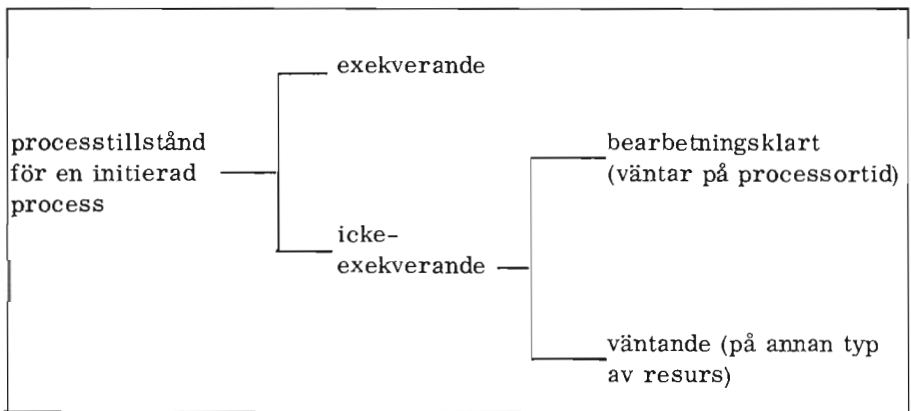 exekverande
processtillstånd
för en initierad
process
bearbetningsklart
(väntar på processortid)
icke-
exekverande
väntande (på annan typ
av resurs)